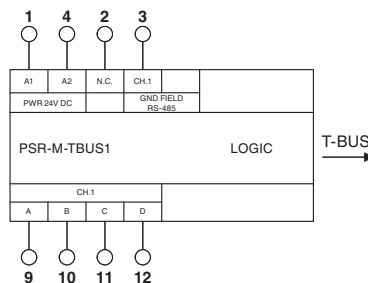 1 4 2 3
A1 A2 N.C. CH.1
PWR 24V DC GND FIELD
RS-485
PSR-M-TBUS1 LOGIC T-BUS
CH.1
A B C D
9 10 11 12